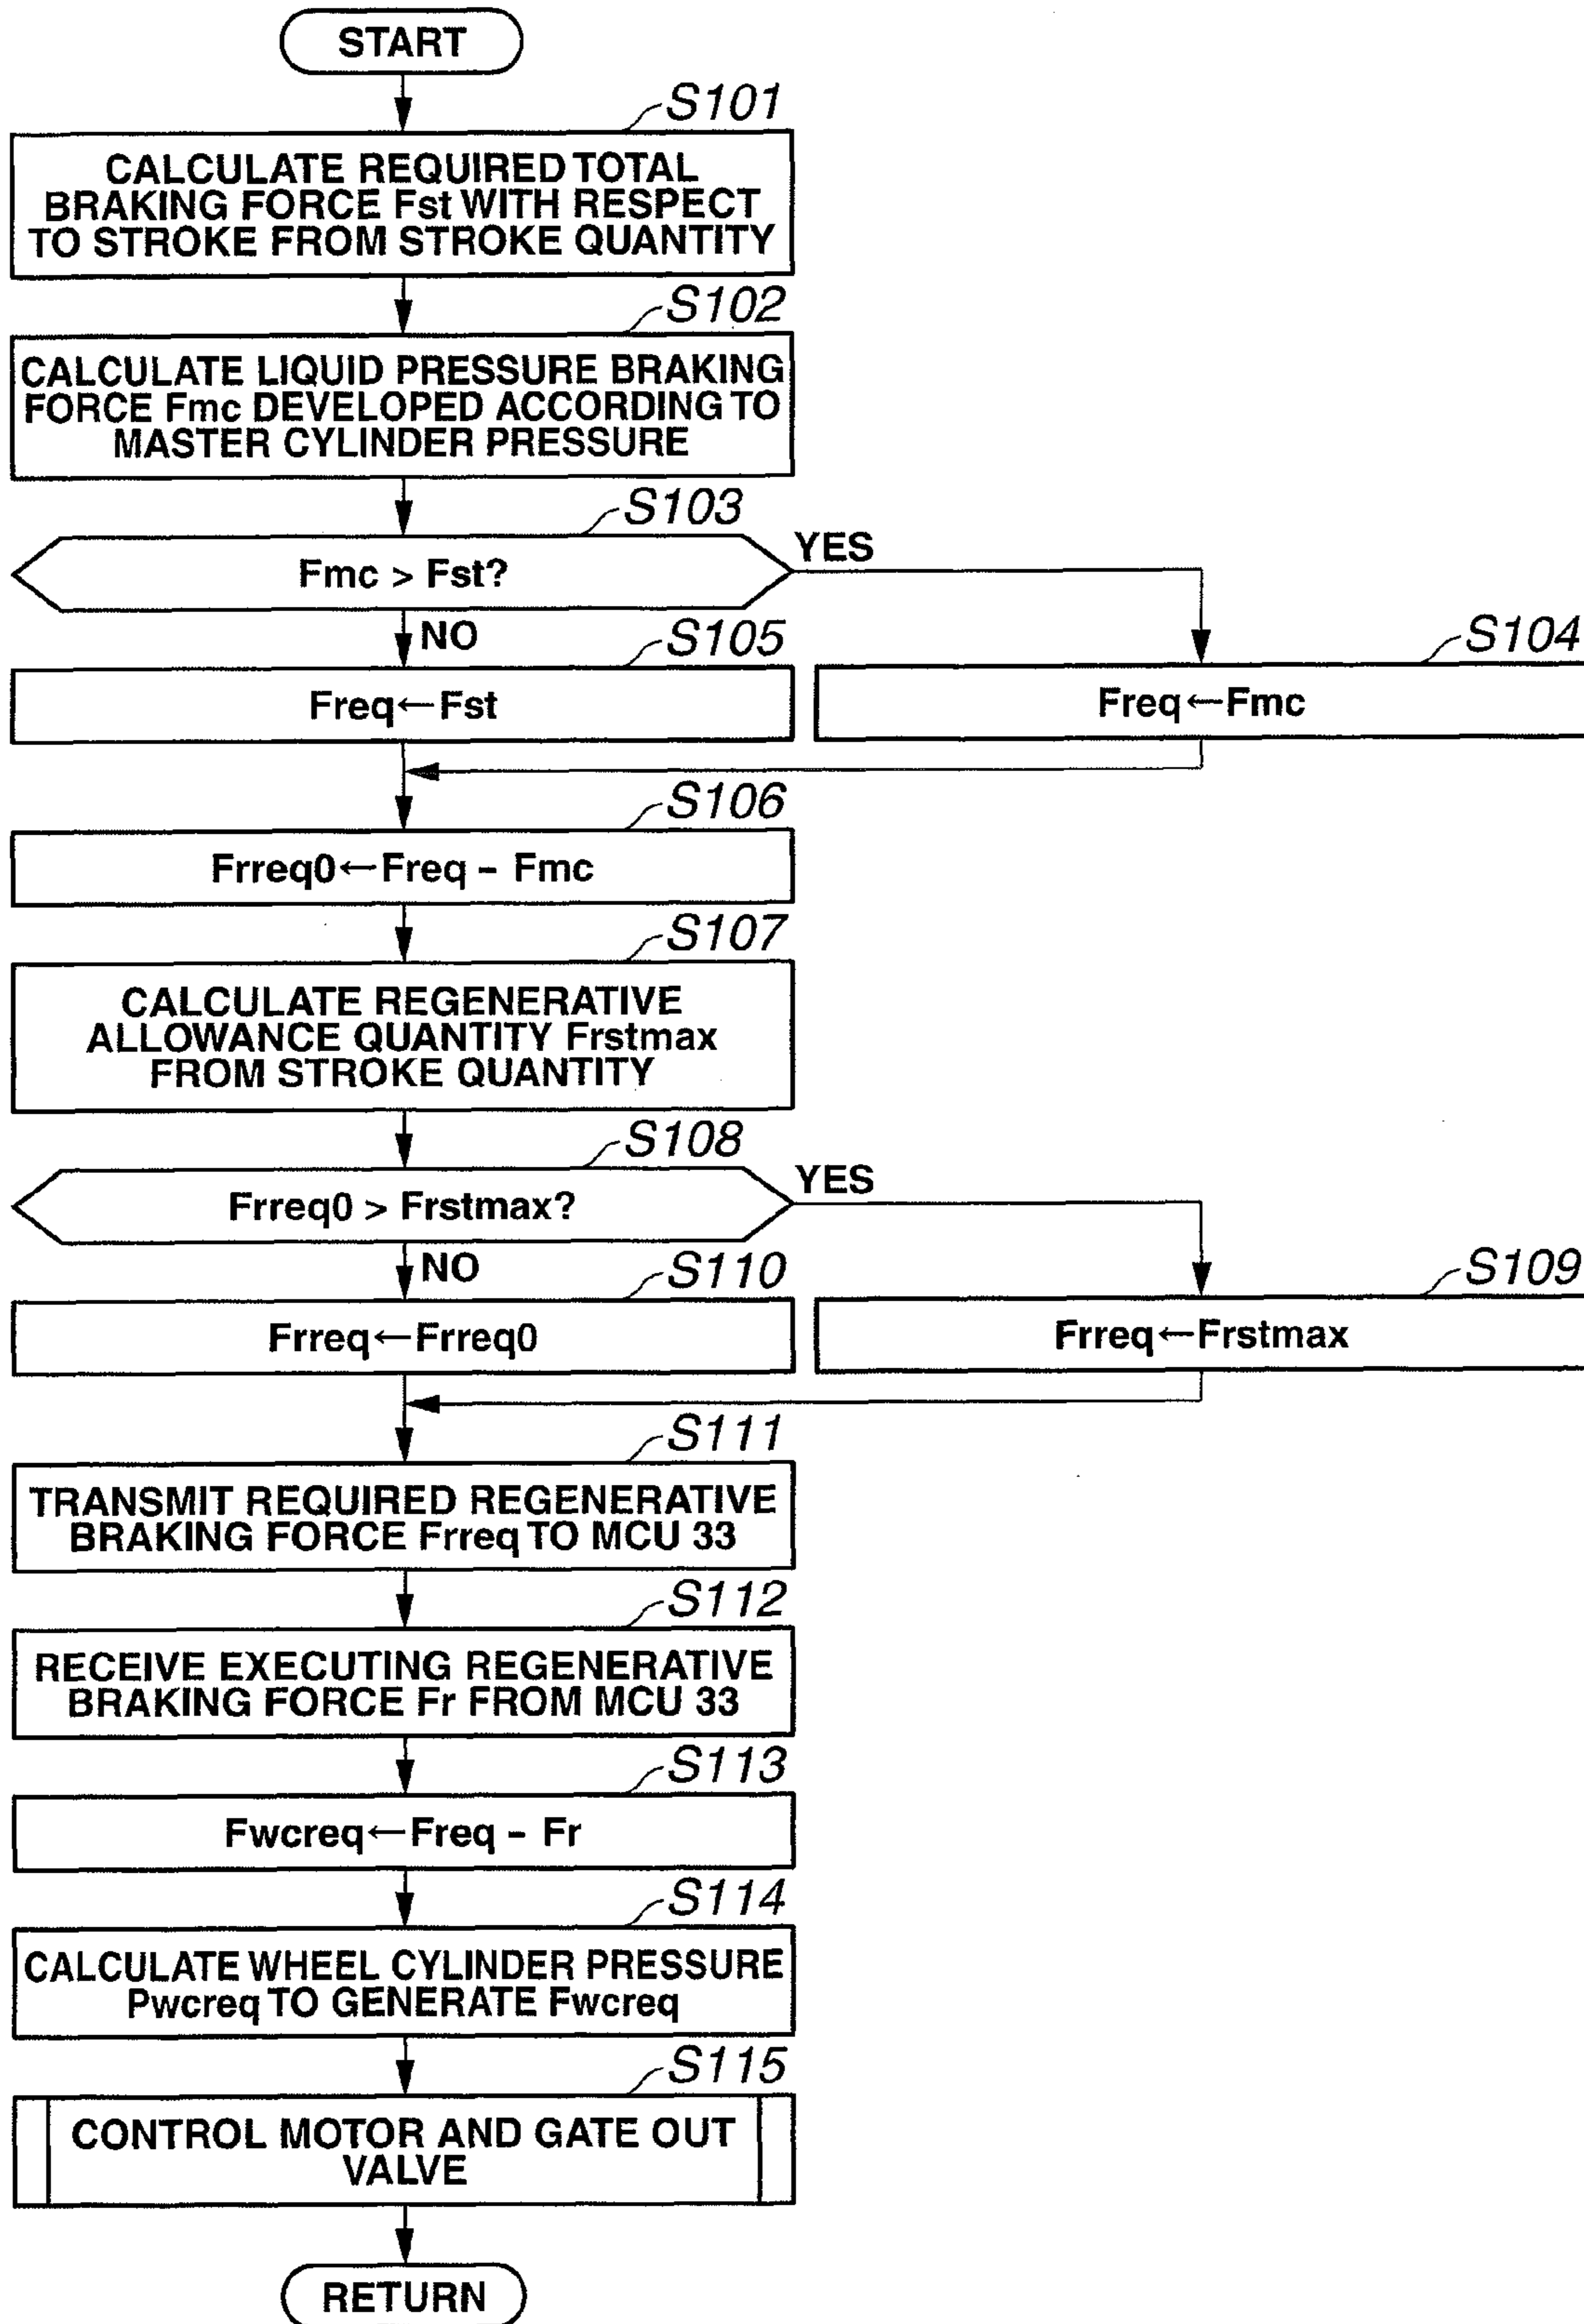 START
S101
CALCULATE REQUIRED TOTAL
BRAKING FORCE Fst WITH RESPECT
TO STROKE FROM STROKE QUANTITY
S102
CALCULATE LIQUID PRESSURE BRAKING
FORCE Fmc DEVELOPED ACCORDING TO
MASTER CYLINDER PRESSURE
S103
Fmc > Fst?
YES
NO
S105
Freq←Fst
S104
Freq←Fmc
S106
Frreq0←Freq - Fmc
S107
CALCULATE REGENERATIVE
ALLOWANCE QUANTITY Frstmax
FROM STROKE QUANTITY
S108
Frreq0 > Frstmax?
YES
NO
S110
Frreq←Frreq0
S109
Frreq←Frstmax
S111
TRANSMIT REQUIRED REGENERATIVE
BRAKING FORCE Frreq TO MCU 33
S112
RECEIVE EXECUTING REGENERATIVE
BRAKING FORCE Fr FROM MCU 33
S113
Fwcreq←Freq - Fr
S114
CALCULATE WHEEL CYLINDER PRESSURE
Pwcreq TO GENERATE Fwcreq
S115
CONTROL MOTOR AND GATE OUT
VALVE
RETURN